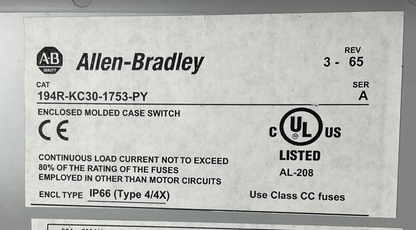 AB
QUALITY
Allen-Bradley
REV
3 - 65
CAT
194R-KC30-1753-PY
SER
A
ENCLOSED MOLDED CASE SWITCH
CE
C UL US
LISTED
AL-208
CONTINUOUS LOAD CURRENT NOT TO EXCEED
80% OF THE RATING OF THE FUSES
EMPLOYED IN OTHER THAN MOTOR CIRCUITS
ENCL TYPE IP66 (Type 4/4X)
Use Class CC fuses